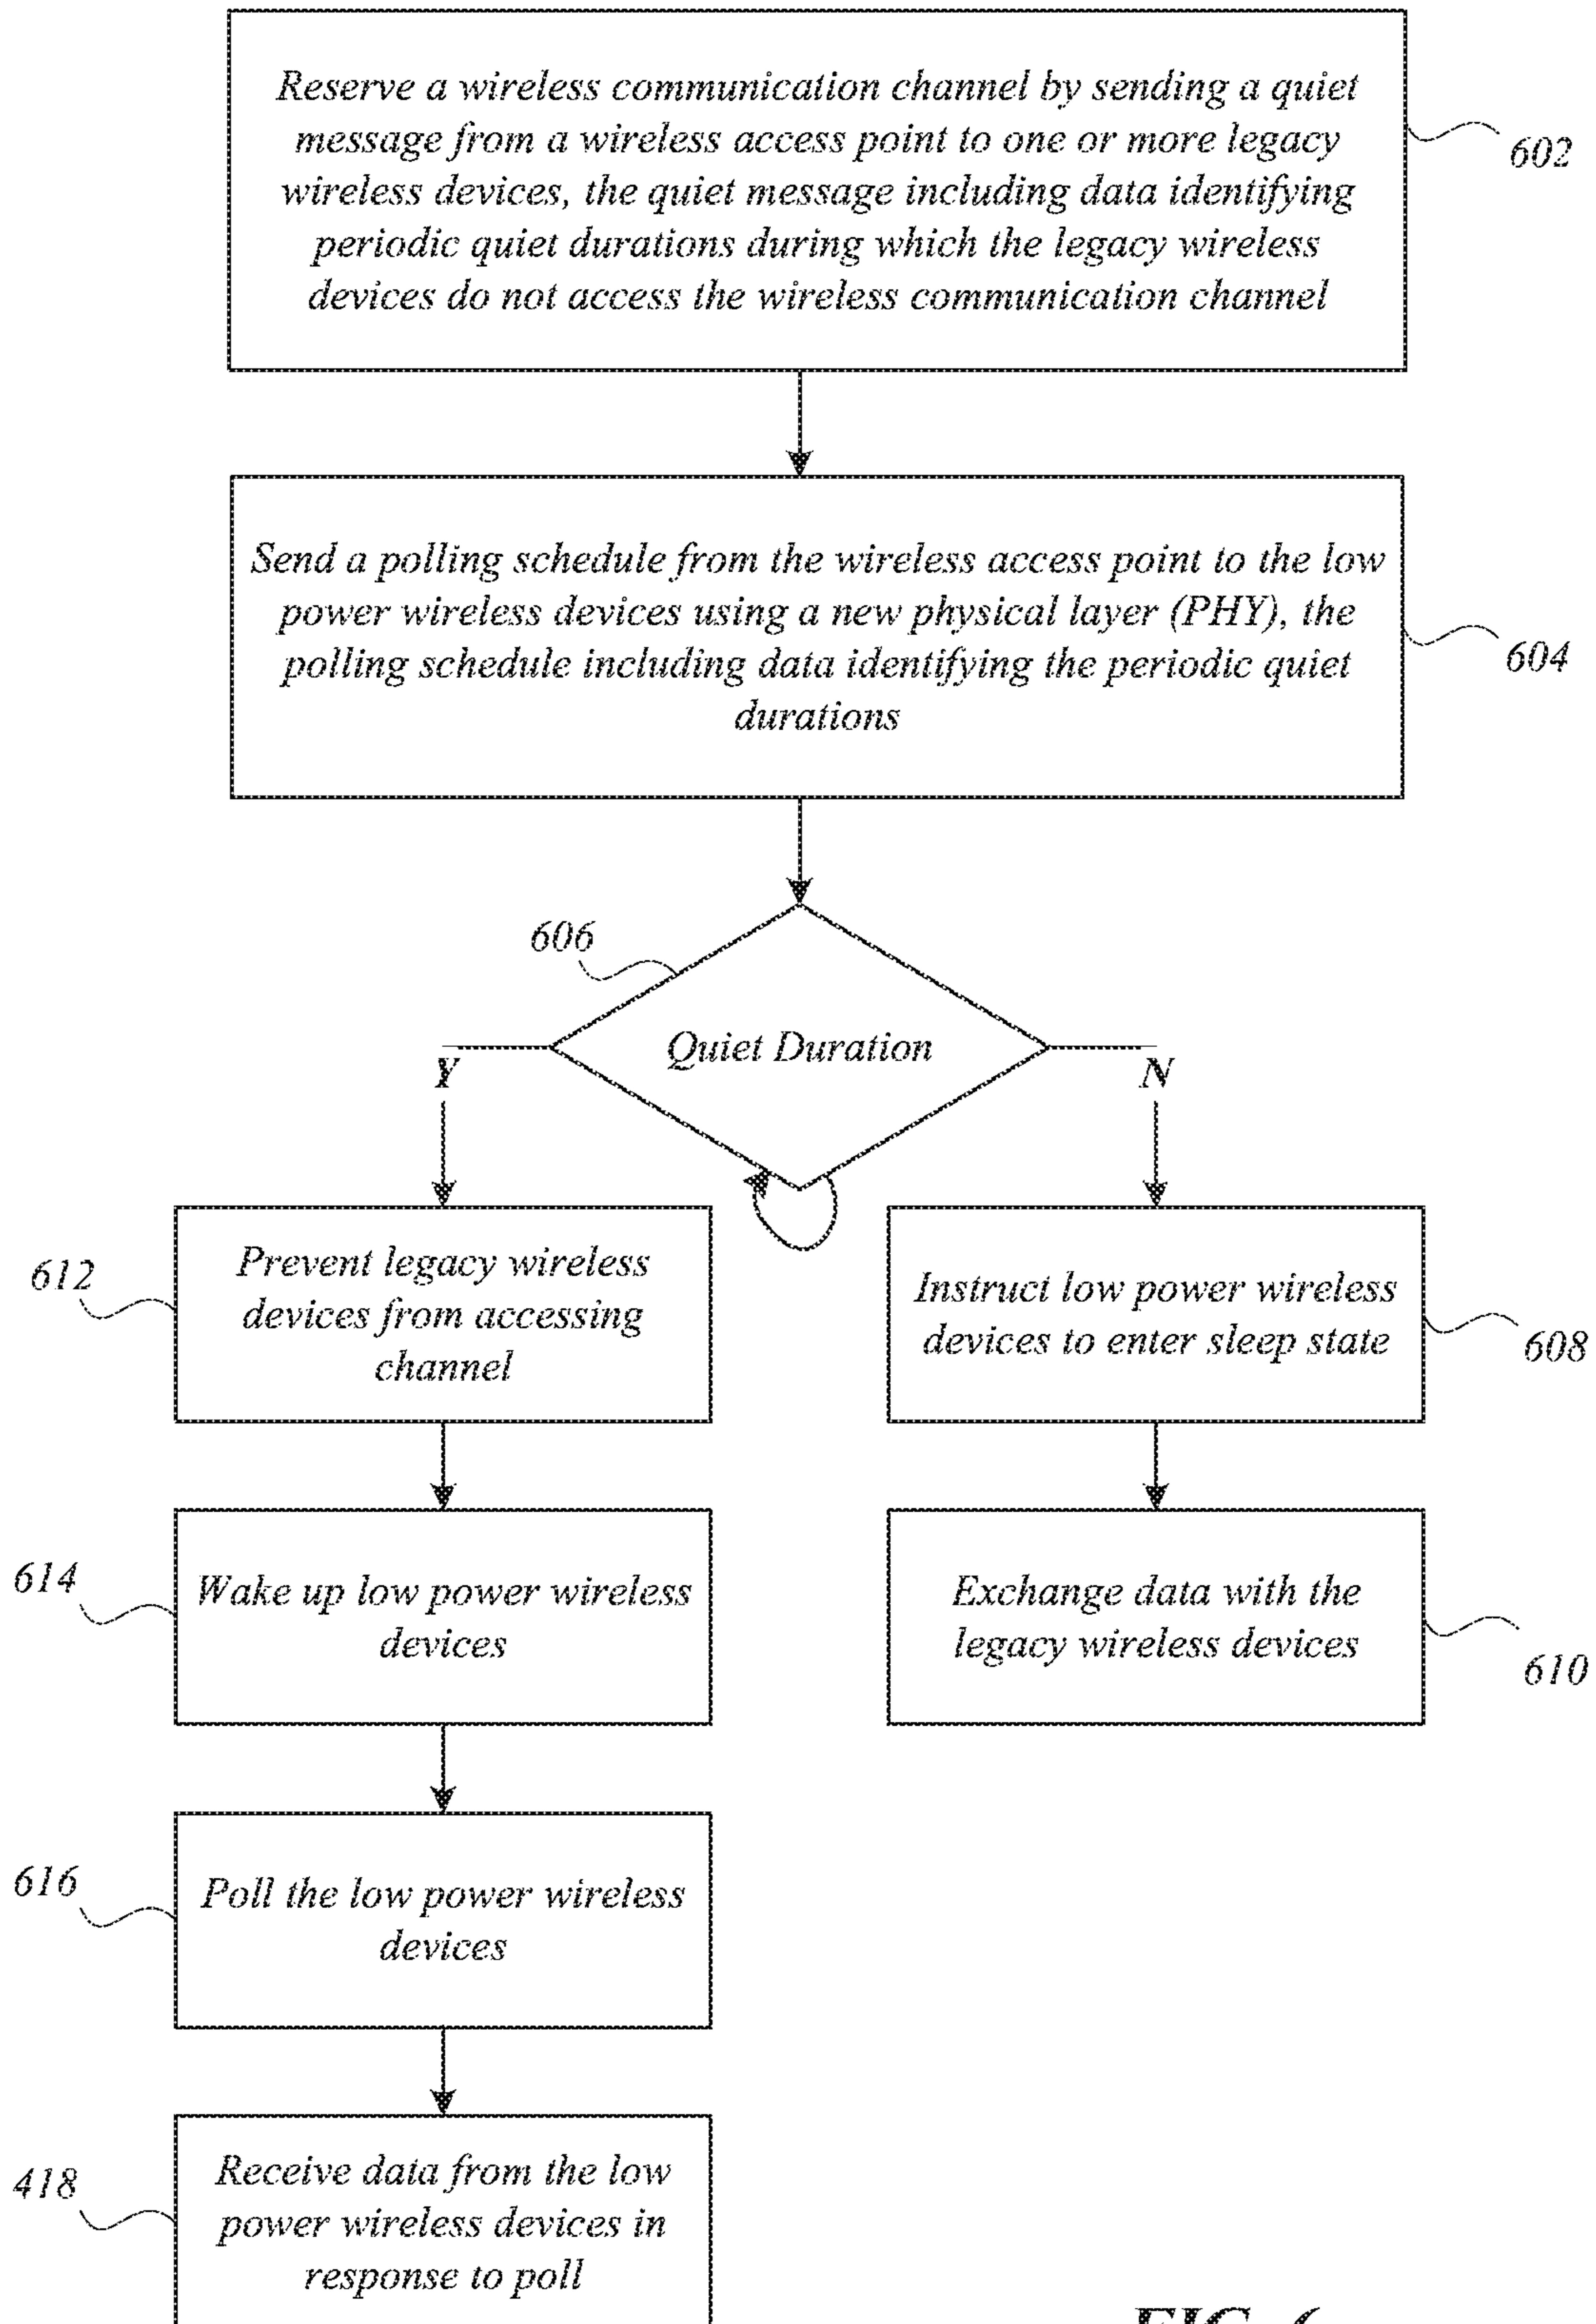 Reserve a wireless communication channel by sending a quiet
message from a wireless access point to one or more legacy
wireless devices, the quiet message including data identifying
periodic quiet durations during which the legacy wireless
devices do not access the wireless communication channel
602
Send a polling schedule from the wireless access point to the low
power wireless devices using a new physical layer (PHY), the
polling schedule including data identifying the periodic quiet
durations
604
606
Quiet Duration
Y
N
612
Prevent legacy wireless
devices from accessing
channel
Instruct low power wireless
devices to enter sleep state
608
614
Wake up low power wireless
devices
Exchange data with the
legacy wireless devices
610
616
Poll the low power wireless
devices
418
Receive data from the low
power wireless devices in
response to poll